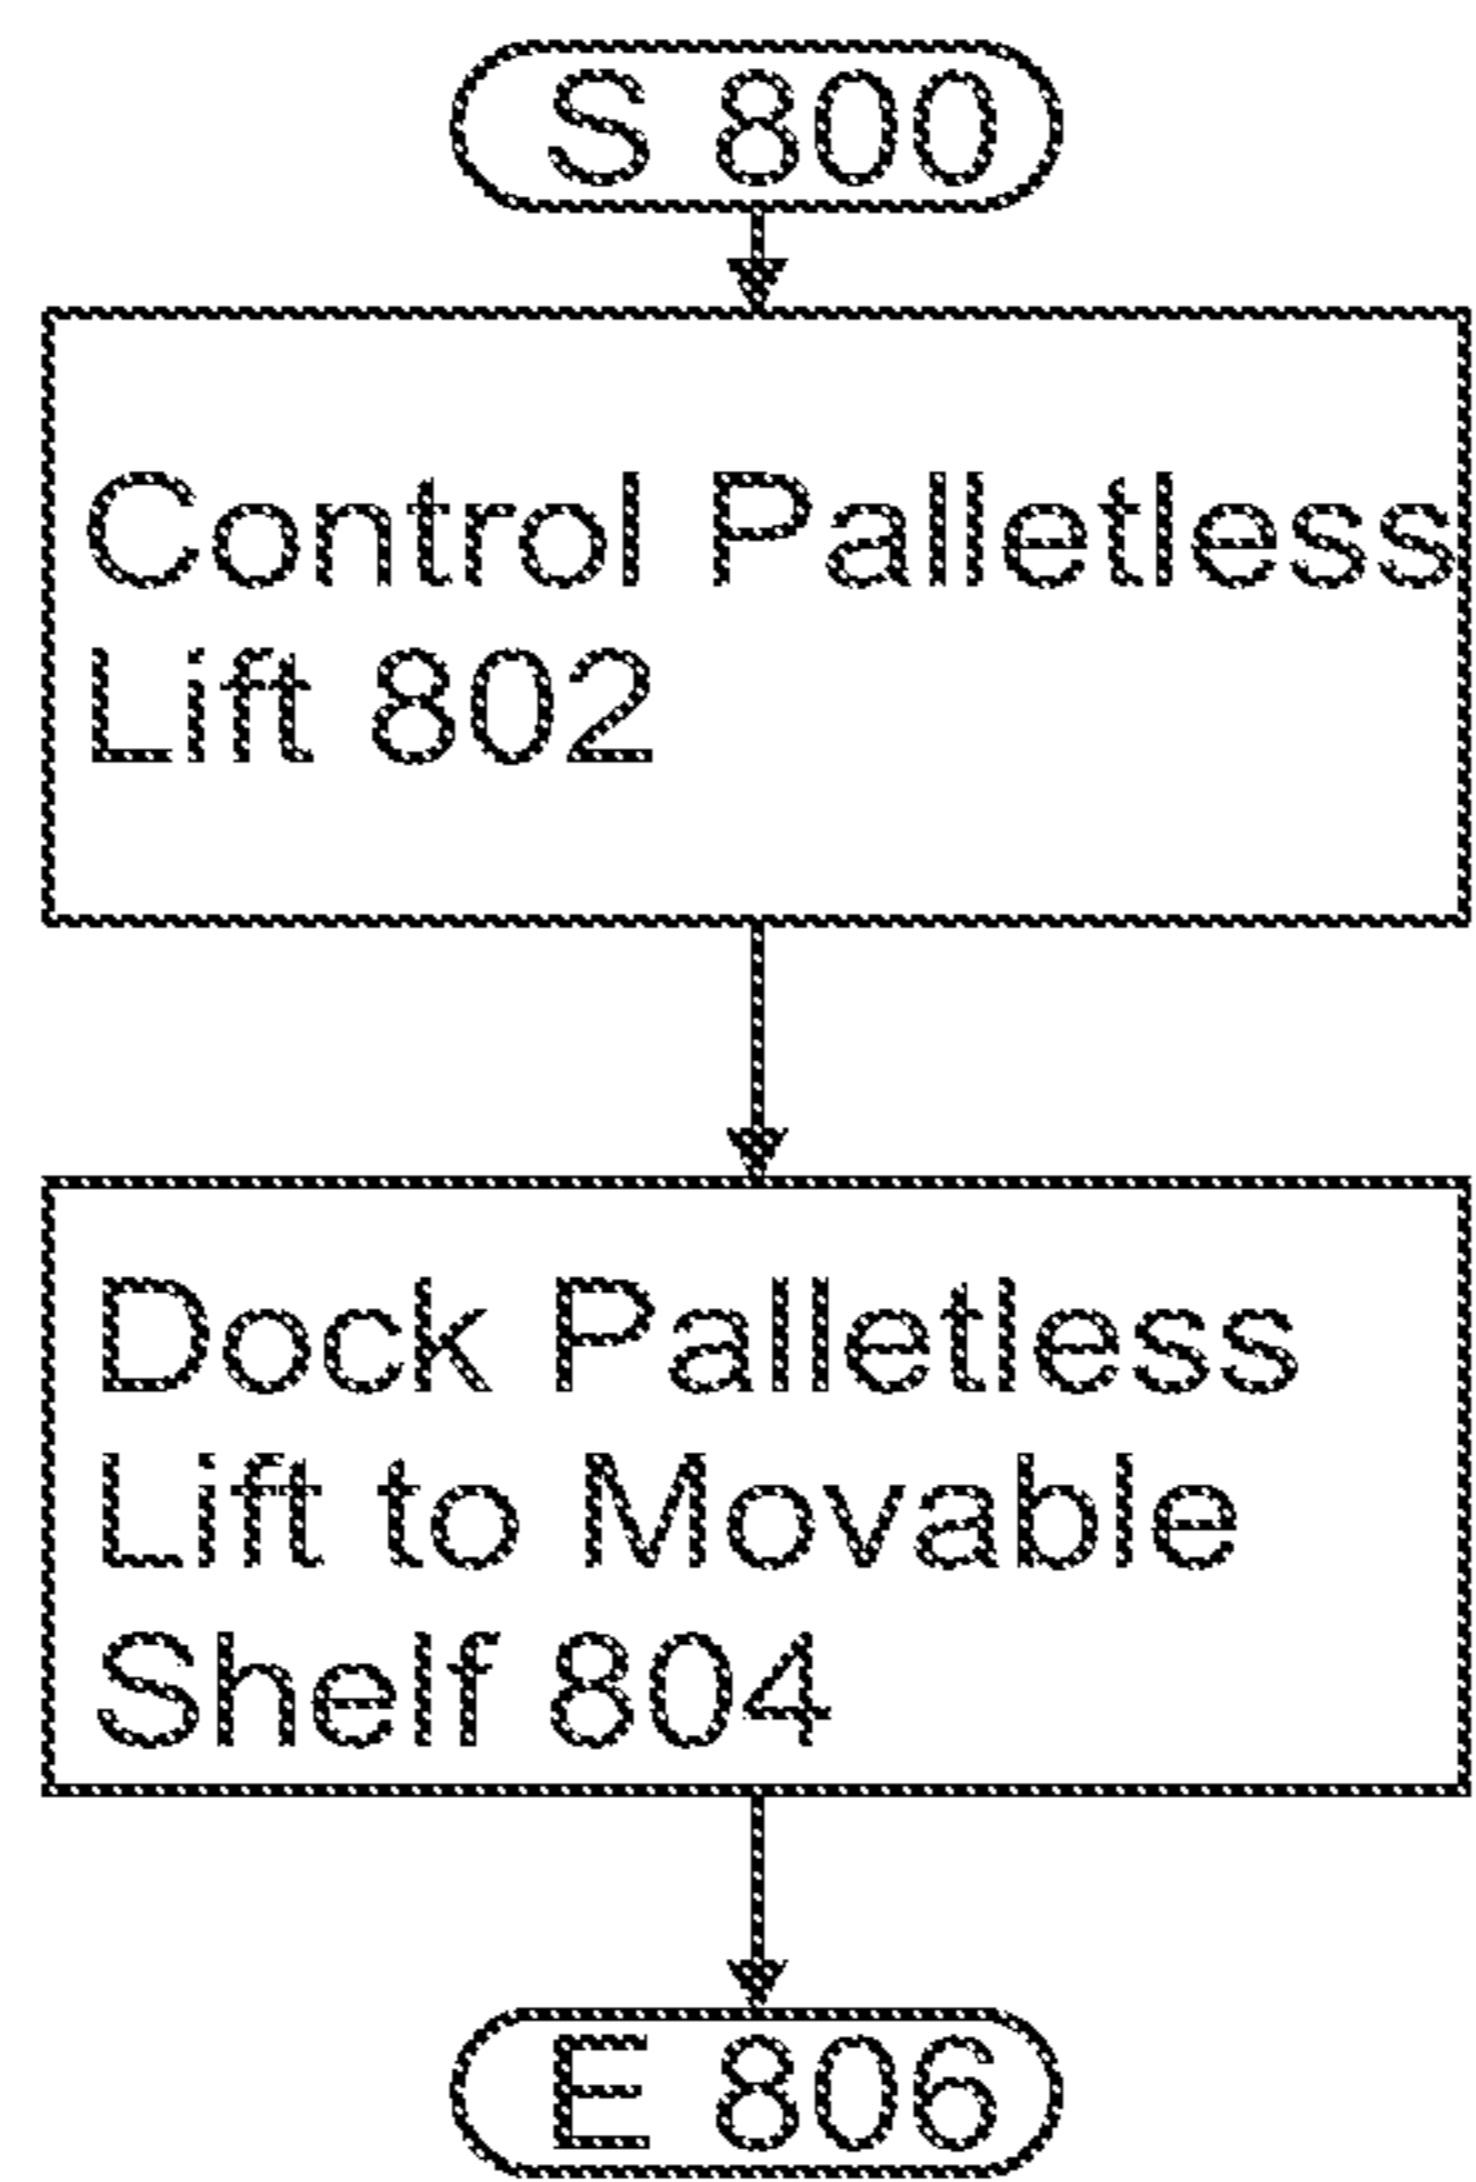 S 800
Control Palletless
Lift 802
Dock Palletless
Lift to Movable
Shelf 804
E 806